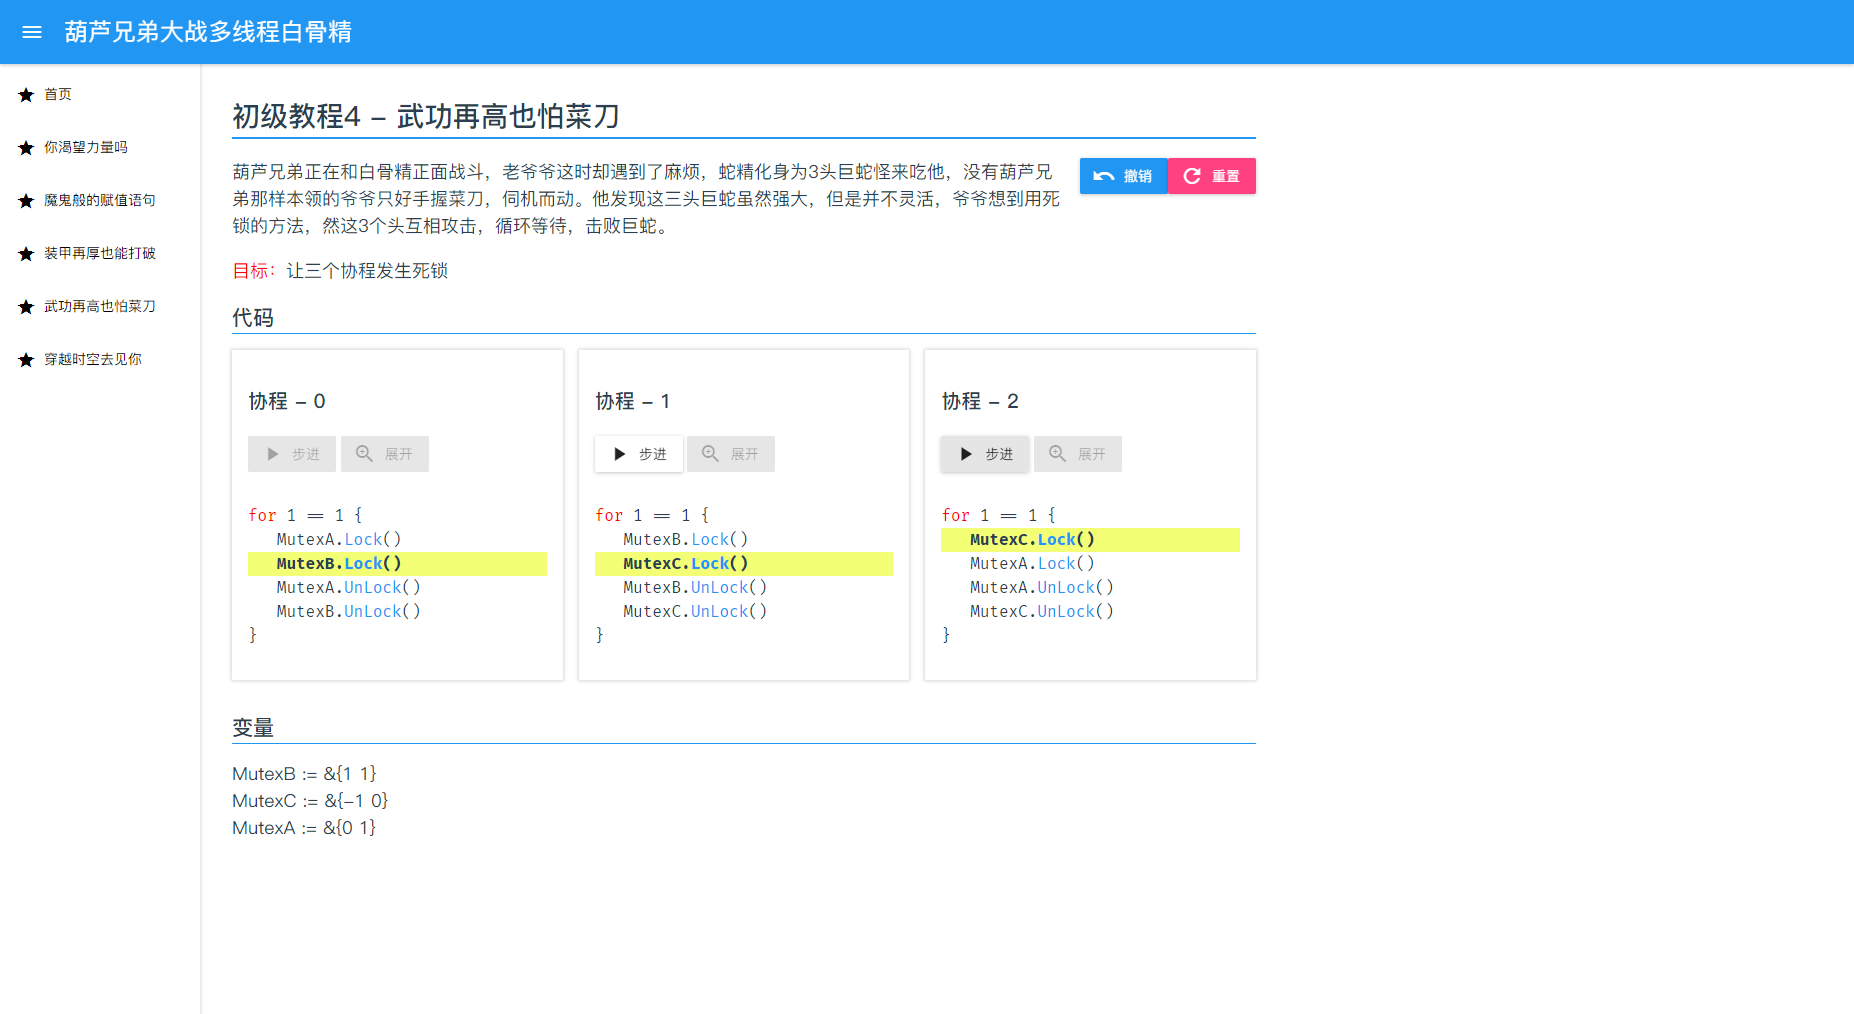 葫芦兄弟大战多线程白骨精
首页
你渴望力量吗
魔鬼般的赋值语句
装甲再厚也能打破
武功再高也怕菜刀
穿越时空去见你
初级教程4 – 武功再高也怕菜刀
葫芦兄弟正在和白骨精正面战斗，老爷爷这时却遇到了麻烦，蛇精化身为3头巨蛇怪来吃他，没有葫芦兄
弟那样本领的爷爷只好手握菜刀，伺机而动。他发现这三头巨蛇虽然强大，但是并不灵活，爷爷想到用死
锁的方法，然这3个头互相攻击，循环等待，击败巨蛇。
撤销
重置
目标：让三个协程发生死锁
代码
协程 – 0
步进
展开
for 1 == 1 {
MutexA.Lock()
MutexB.Lock()
MutexA.UnLock()
MutexB.UnLock()
}
协程 – 1
步进
展开
for 1 == 1 {
MutexB.Lock()
MutexC.Lock()
MutexB.UnLock()
MutexC.UnLock()
}
协程 – 2
步进
展开
for 1 == 1 {
MutexC.Lock()
MutexA.Lock()
MutexA.UnLock()
MutexC.UnLock()
}
变量
MutexB := &{1 1}
MutexC := &{-1 0}
MutexA := &{0 1}